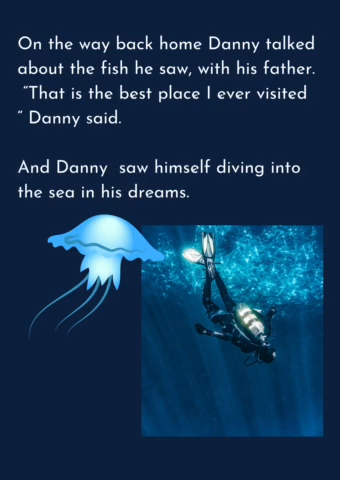 On the way back home Danny talked
about the fish he saw, with his father.
“That is the best place I ever visited
“ Danny said.
And Danny  saw himself diving into
the sea in his dreams.